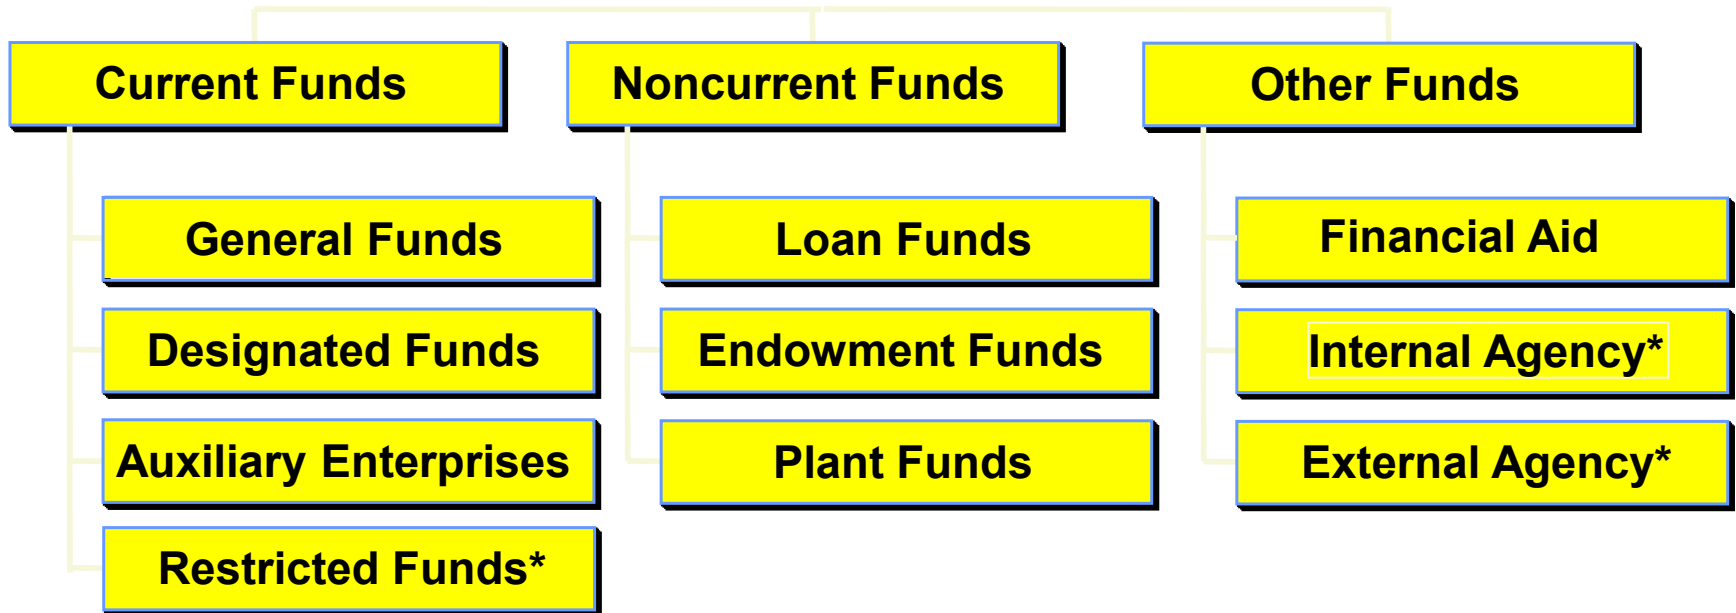 Current Funds
Noncurrent Funds
Other Funds
General Funds
Loan Funds
Financial Aid
Designated Funds
Endowment Funds
Internal Agency*
Auxiliary Enterprises
Plant Funds
External Agency*
Restricted Funds*